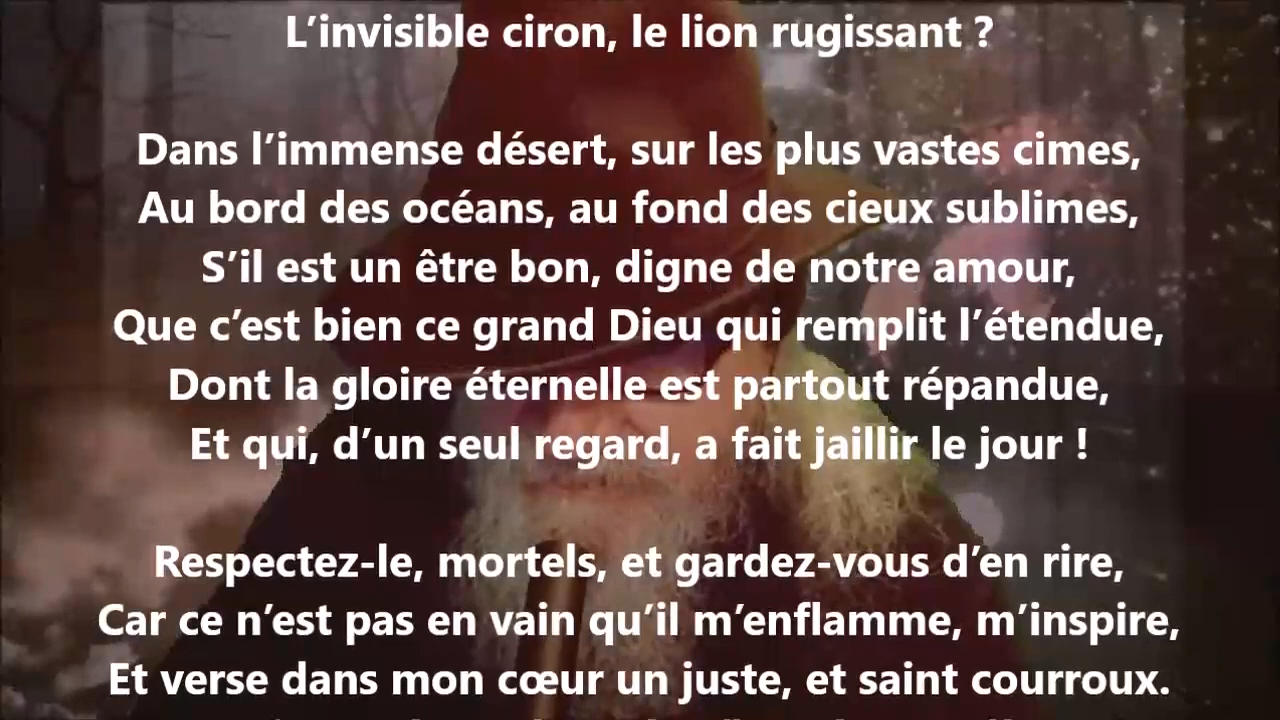 L’invisible ciron, le lion rugissant ?
Dans l’immense désert, sur les plus vastes cimes,
Au bord des océans, au fond des cieux sublimes,
S’il est un être bon, digne de notre amour,
Que c’est bien ce grand Dieu qui remplit l’étendue,
Dont la gloire éternelle est partout répandue,
Et qui, d’un seul regard, a fait jaillir le jour !
Respectez-le, mortels, et gardez-vous d’en rire,
Car ce n’est pas en vain qu’il m’enflamme, m’inspire,
Et verse dans mon cœur un juste, et saint courroux.